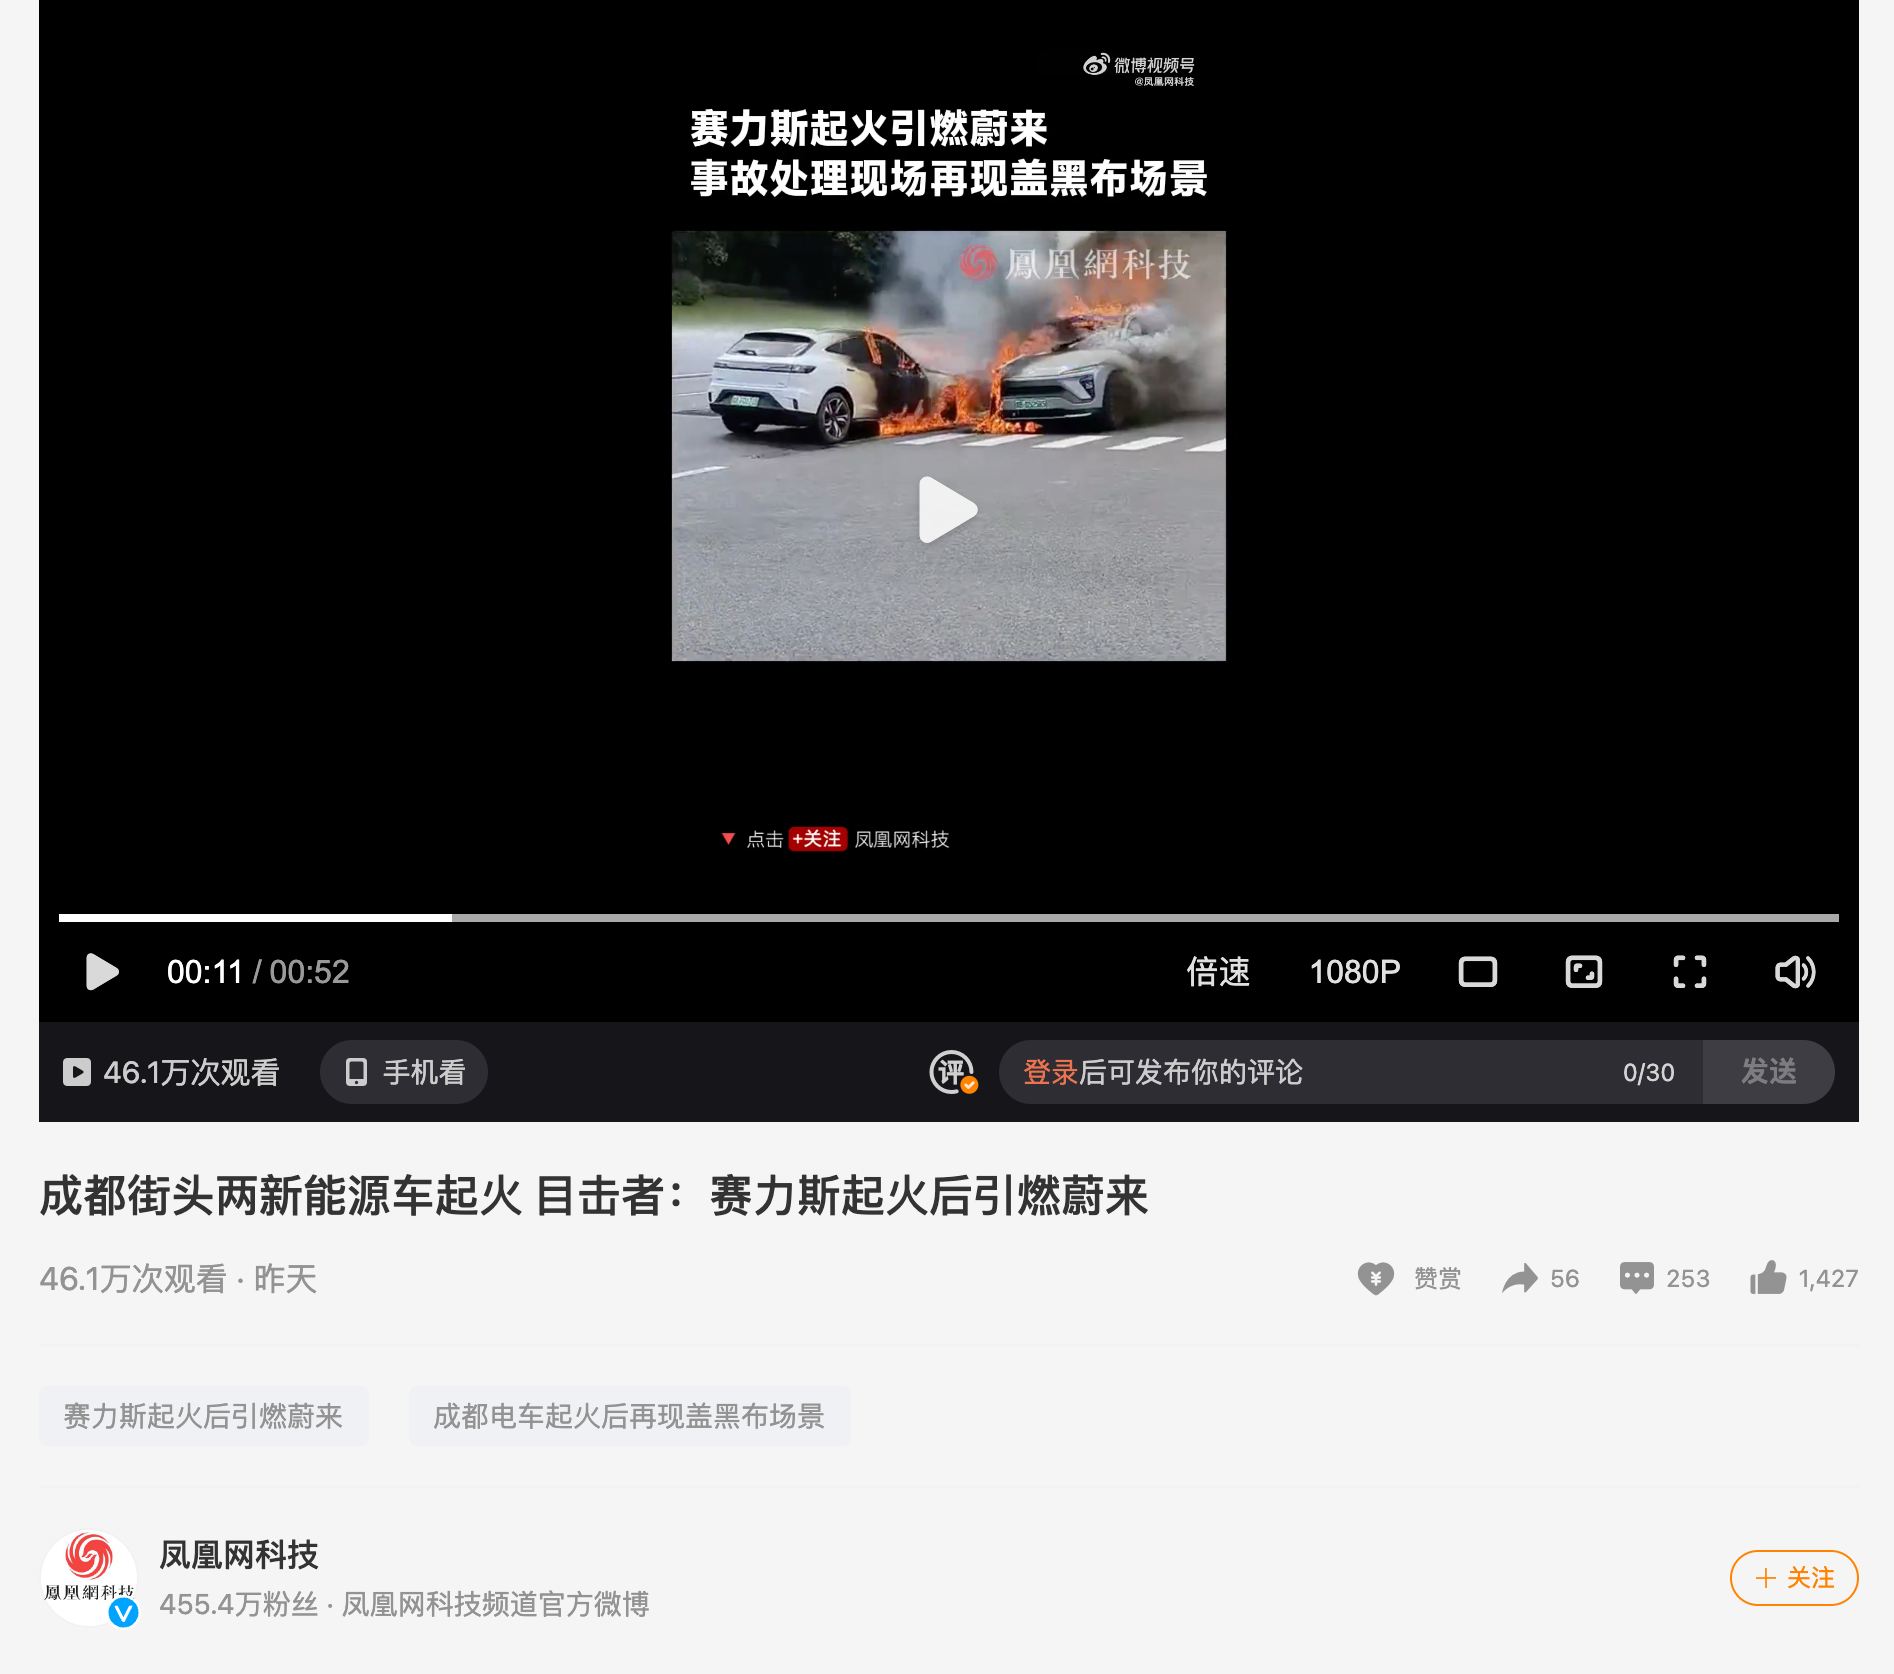 微博视频号
@凤凰网科技
赛力斯起火引燃蔚来
事故处理现场再现盖黑布场景
鳳凰網科技
点击 +关注 凤凰网科技
00:11 / 00:52
倍速 1080P
46.1万次观看 手机看
评 登录后可发布你的评论 0/30 发送
成都街头两新能源车起火 目击者：赛力斯起火后引燃蔚来
46.1万次观看 · 昨天
¥ 赞赏 56 253 1,427
赛力斯起火后引燃蔚来 成都电车起火后再现盖黑布场景
鳳凰網科技
凤凰网科技
455.4万粉丝 · 凤凰网科技频道官方微博
+ 关注